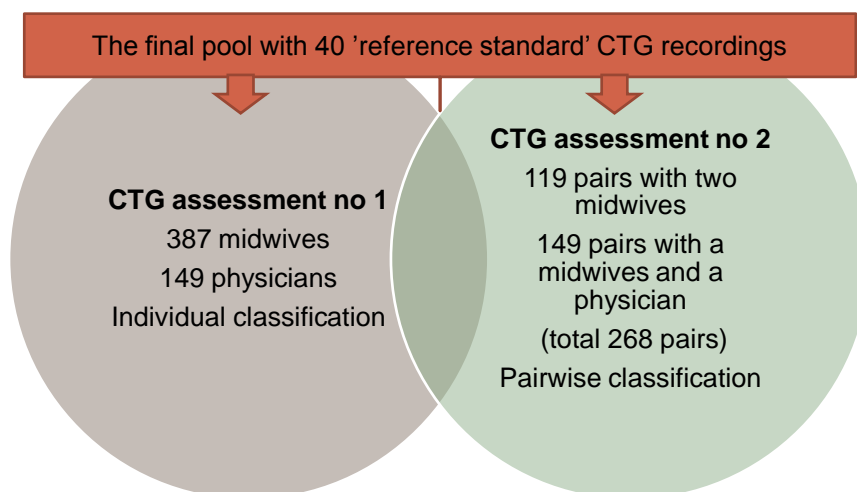 The final pool with 40 ’reference standard’ CTG recordings
CTG assessment no 1
387 midwives
149 physicians
Individual classification
CTG assessment no 2
119 pairs with two
midwives
149 pairs with a
midwives and a
physician
(total 268 pairs)
Pairwise classification